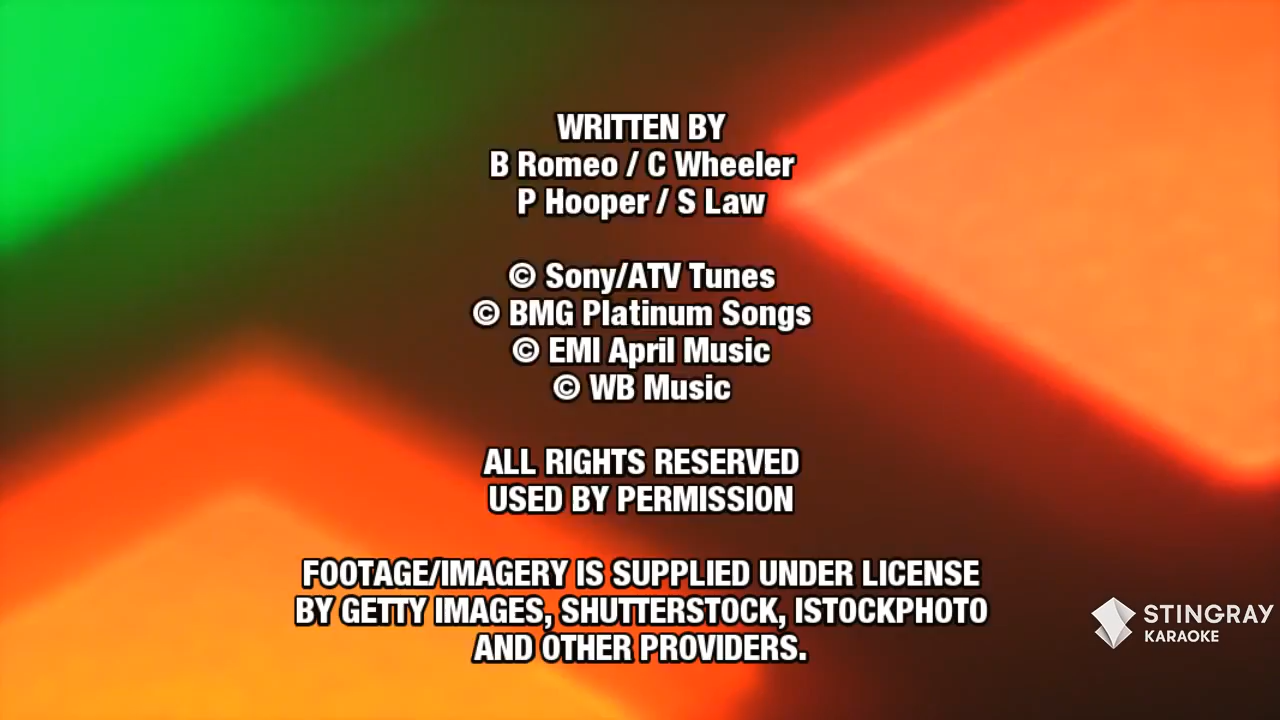 WRITTEN BY
B Romeo / C Wheeler
P Hooper / S Law
© Sony/ATV Tunes
© BMG Platinum Songs
© EMI April Music
© WB Music
ALL RIGHTS RESERVED
USED BY PERMISSION
FOOTAGE/IMAGERY IS SUPPLIED UNDER LICENSE
BY GETTY IMAGES, SHUTTERSTOCK, ISTOCKPHOTO
AND OTHER PROVIDERS.
STINGRAY
KARAOKE